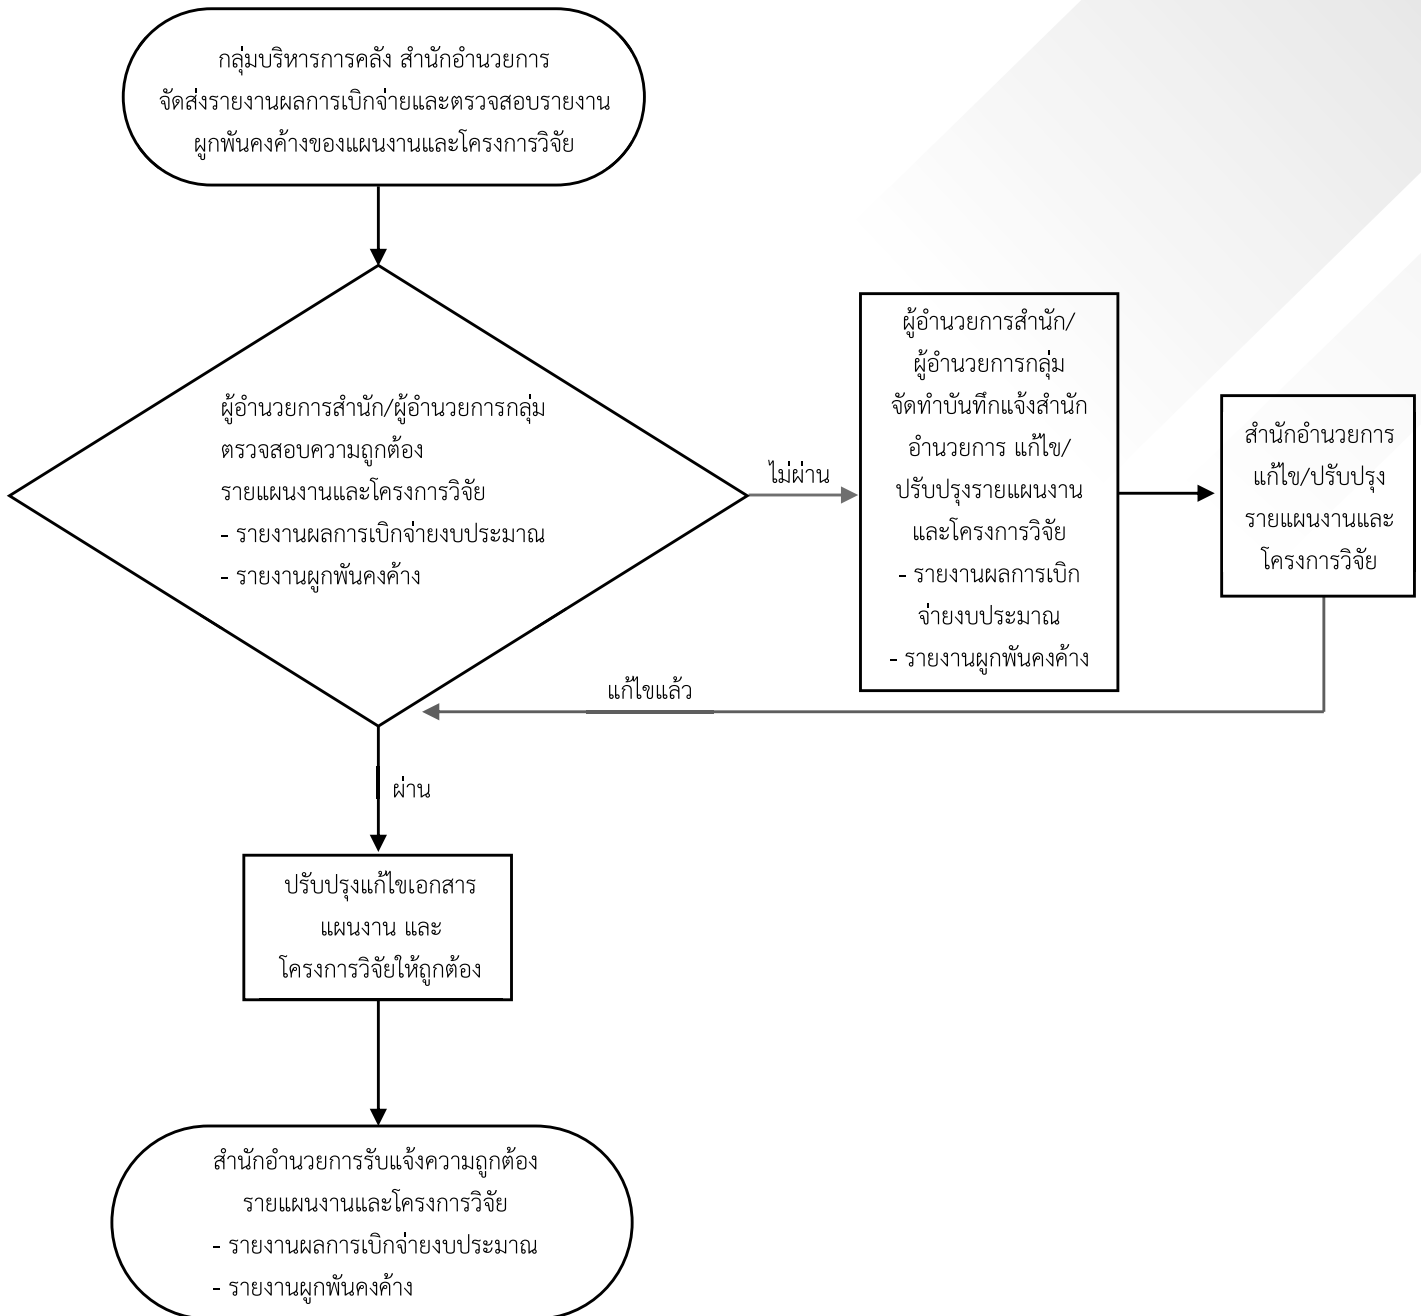 กลุ่มบริหารการคลัง สำนักอำนวยการ
จัดส่งรายงานผลการเบิกจ่ายและตรวจสอบรายงาน
ผูกพันคงค้างของแผนงานและโครงการวิจัย
ผู้อำนวยการสำนัก/ผู้อำนวยการกลุ่ม
ตรวจสอบความถูกต้อง
รายแผนงานและโครงการวิจัย
- รายงานผลการเบิกจ่ายงบประมาณ
- รายงานผูกพันคงค้าง
ไม่ผ่าน
ผู้อำนวยการสำนัก/
ผู้อำนวยการกลุ่ม
จัดทำบันทึกแจ้งสำนัก
อำนวยการ แก้ไข/
ปรับปรุงรายแผนงาน
และโครงการวิจัย
- รายงานผลการเบิก
จ่ายงบประมาณ
- รายงานผูกพันคงค้าง
สำนักอำนวยการ
แก้ไข/ปรับปรุง
รายแผนงานและ
โครงการวิจัย
แก้ไขแล้ว
ผ่าน
ปรับปรุงแก้ไขเอกสาร
แผนงาน และ
โครงการวิจัยให้ถูกต้อง
สำนักอำนวยการรับแจ้งความถูกต้อง
รายแผนงานและโครงการวิจัย
- รายงานผลการเบิกจ่ายงบประมาณ
- รายงานผูกพันคงค้าง